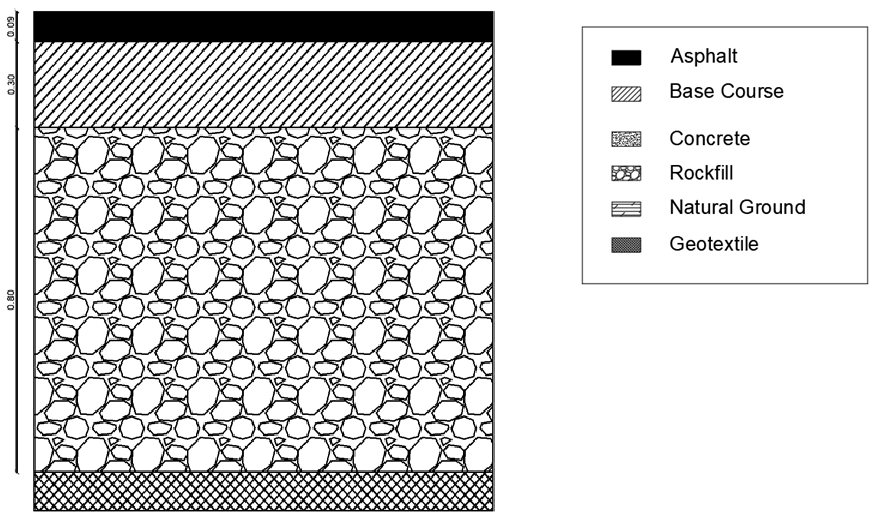 0.09
0.30
0.80
Asphalt
Base Course
Concrete
Rockfill
Natural Ground
Geotextile